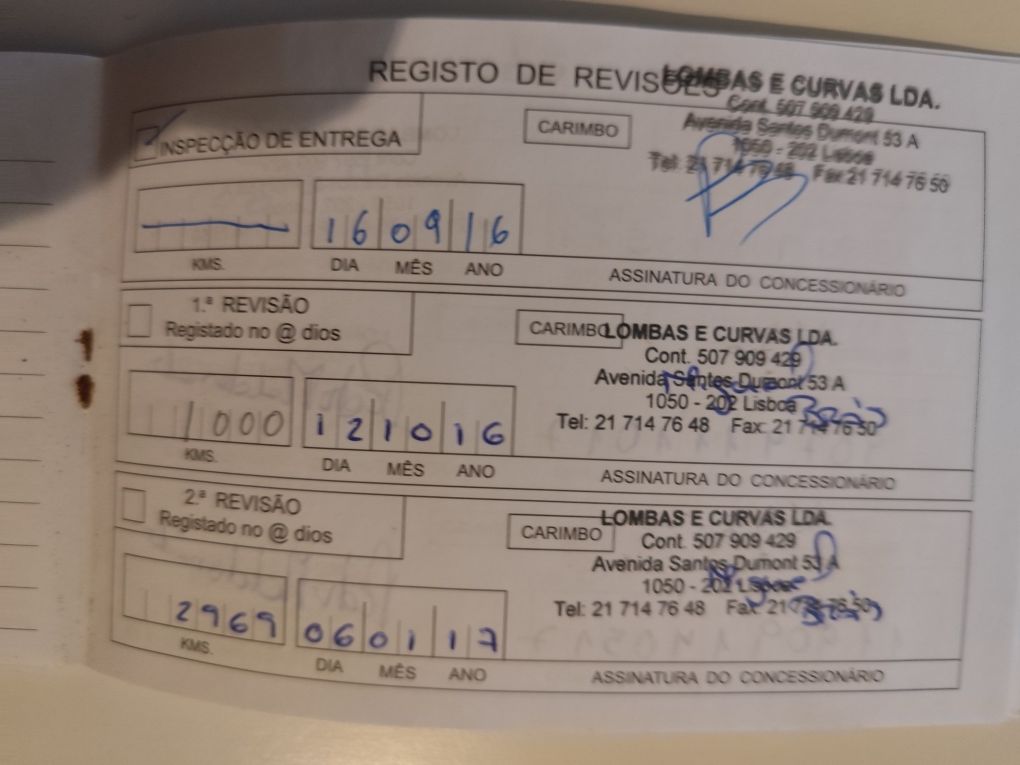 REGISTO DE REVISÕES
LOMBAS E CURVAS LDA.
Cont. 507 909 429
INSPECÇÃO DE ENTREGA
CARIMBO
Avenida Santos Dumont 53 A
1050 - 202 Lisboa
Tel: 21 714 76 48 Fax: 21 714 76 50
16 09 16
KMS. DIA MÊS ANO
ASSINATURA DO CONCESSIONÁRIO
1.ª REVISÃO
Registado no @ dios
CARIMBO
LOMBAS E CURVAS LDA.
Cont. 507 909 429
Avenida Santos Dumont 53 A
1050 - 202 Lisboa
Tel: 21 714 76 48 Fax: 21 714 76 50
1000 12 10 16
KMS. DIA MÊS ANO
ASSINATURA DO CONCESSIONÁRIO
2.ª REVISÃO
Registado no @ dios
CARIMBO
LOMBAS E CURVAS LDA.
Cont. 507 909 429
Avenida Santos Dumont 53 A
1050 - 202 Lisboa
Tel: 21 714 76 48 Fax: 21 714 76 50
2969 06 01 17
KMS. DIA MÊS ANO
ASSINATURA DO CONCESSIONÁRIO